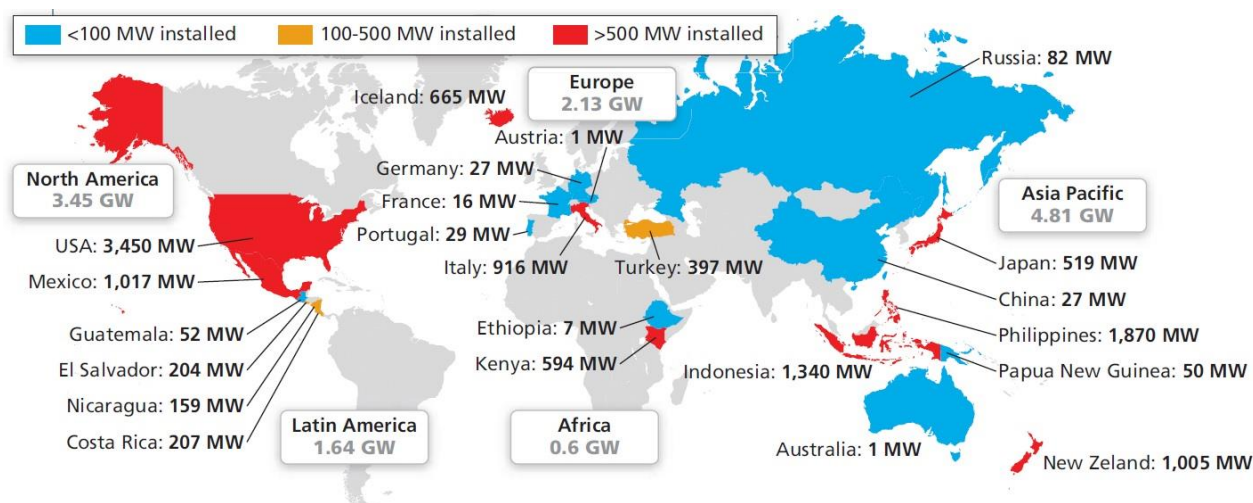 <100 MW installed
100-500 MW installed
>500 MW installed
Russia: 82 MW
Europe
2.13 GW
Iceland: 665 MW
Austria: 1 MW
Germany: 27 MW
North America
3.45 GW
Asia Pacific
4.81 GW
France: 16 MW
Portugal: 29 MW
USA: 3,450 MW
Italy: 916 MW
Turkey: 397 MW
Japan: 519 MW
Mexico: 1,017 MW
China: 27 MW
Guatemala: 52 MW
Ethiopia: 7 MW
Philippines: 1,870 MW
El Salvador: 204 MW
Kenya: 594 MW
Indonesia: 1,340 MW
Papua New Guinea: 50 MW
Nicaragua: 159 MW
Costa Rica: 207 MW
Latin America
1.64 GW
Africa
0.6 GW
Australia: 1 MW
New Zeland: 1,005 MW